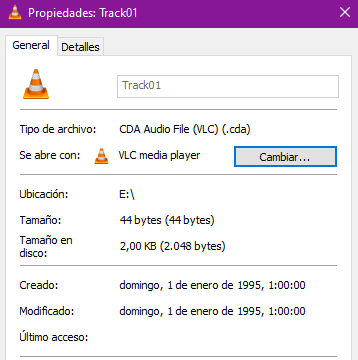 Propiedades: Track01
General
Detalles
Track01
Tipo de archivo: CDA Audio File (VLC) (.cda)
Se abre con: VLC media player Cambiar...
Ubicación: E:\
Tamaño: 44 bytes (44 bytes)
Tamaño en
disco: 2,00 KB (2.048 bytes)
Creado: domingo, 1 de enero de 1995, 1:00:00
Modificado: domingo, 1 de enero de 1995, 1:00:00
Último acceso: